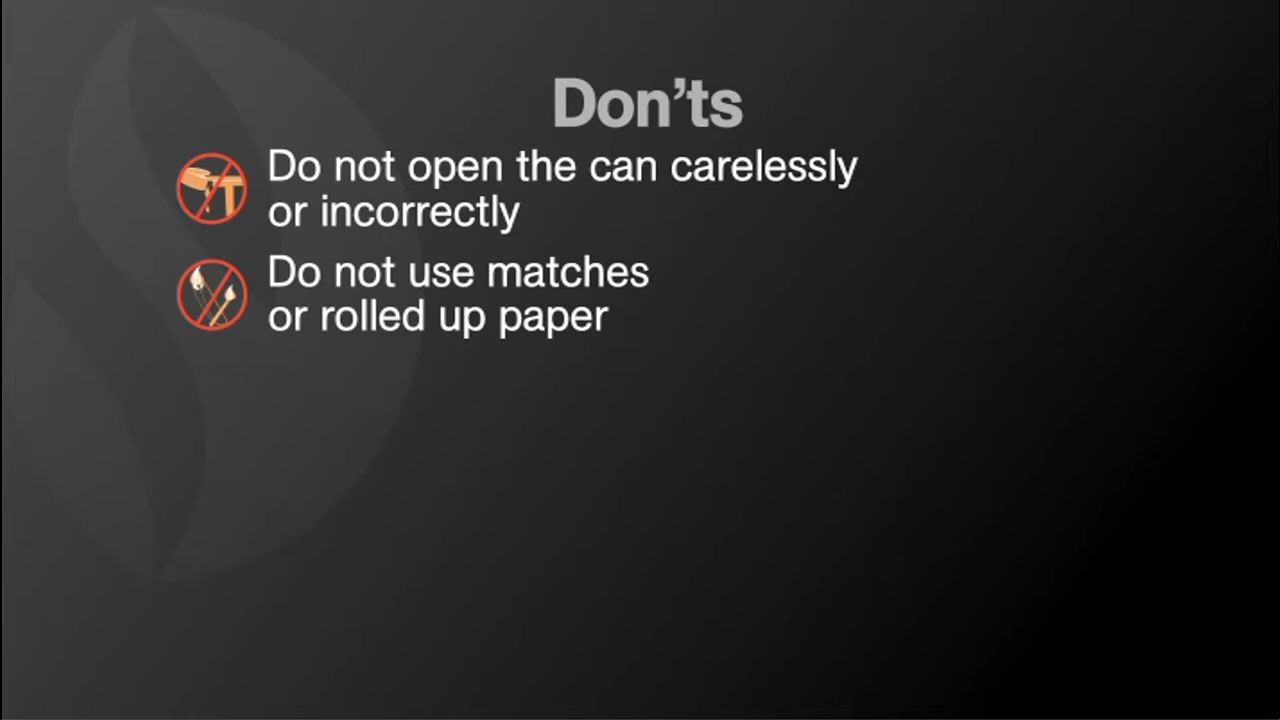 Don’ts
Do not open the can carelessly
or incorrectly
Do not use matches
or rolled up paper